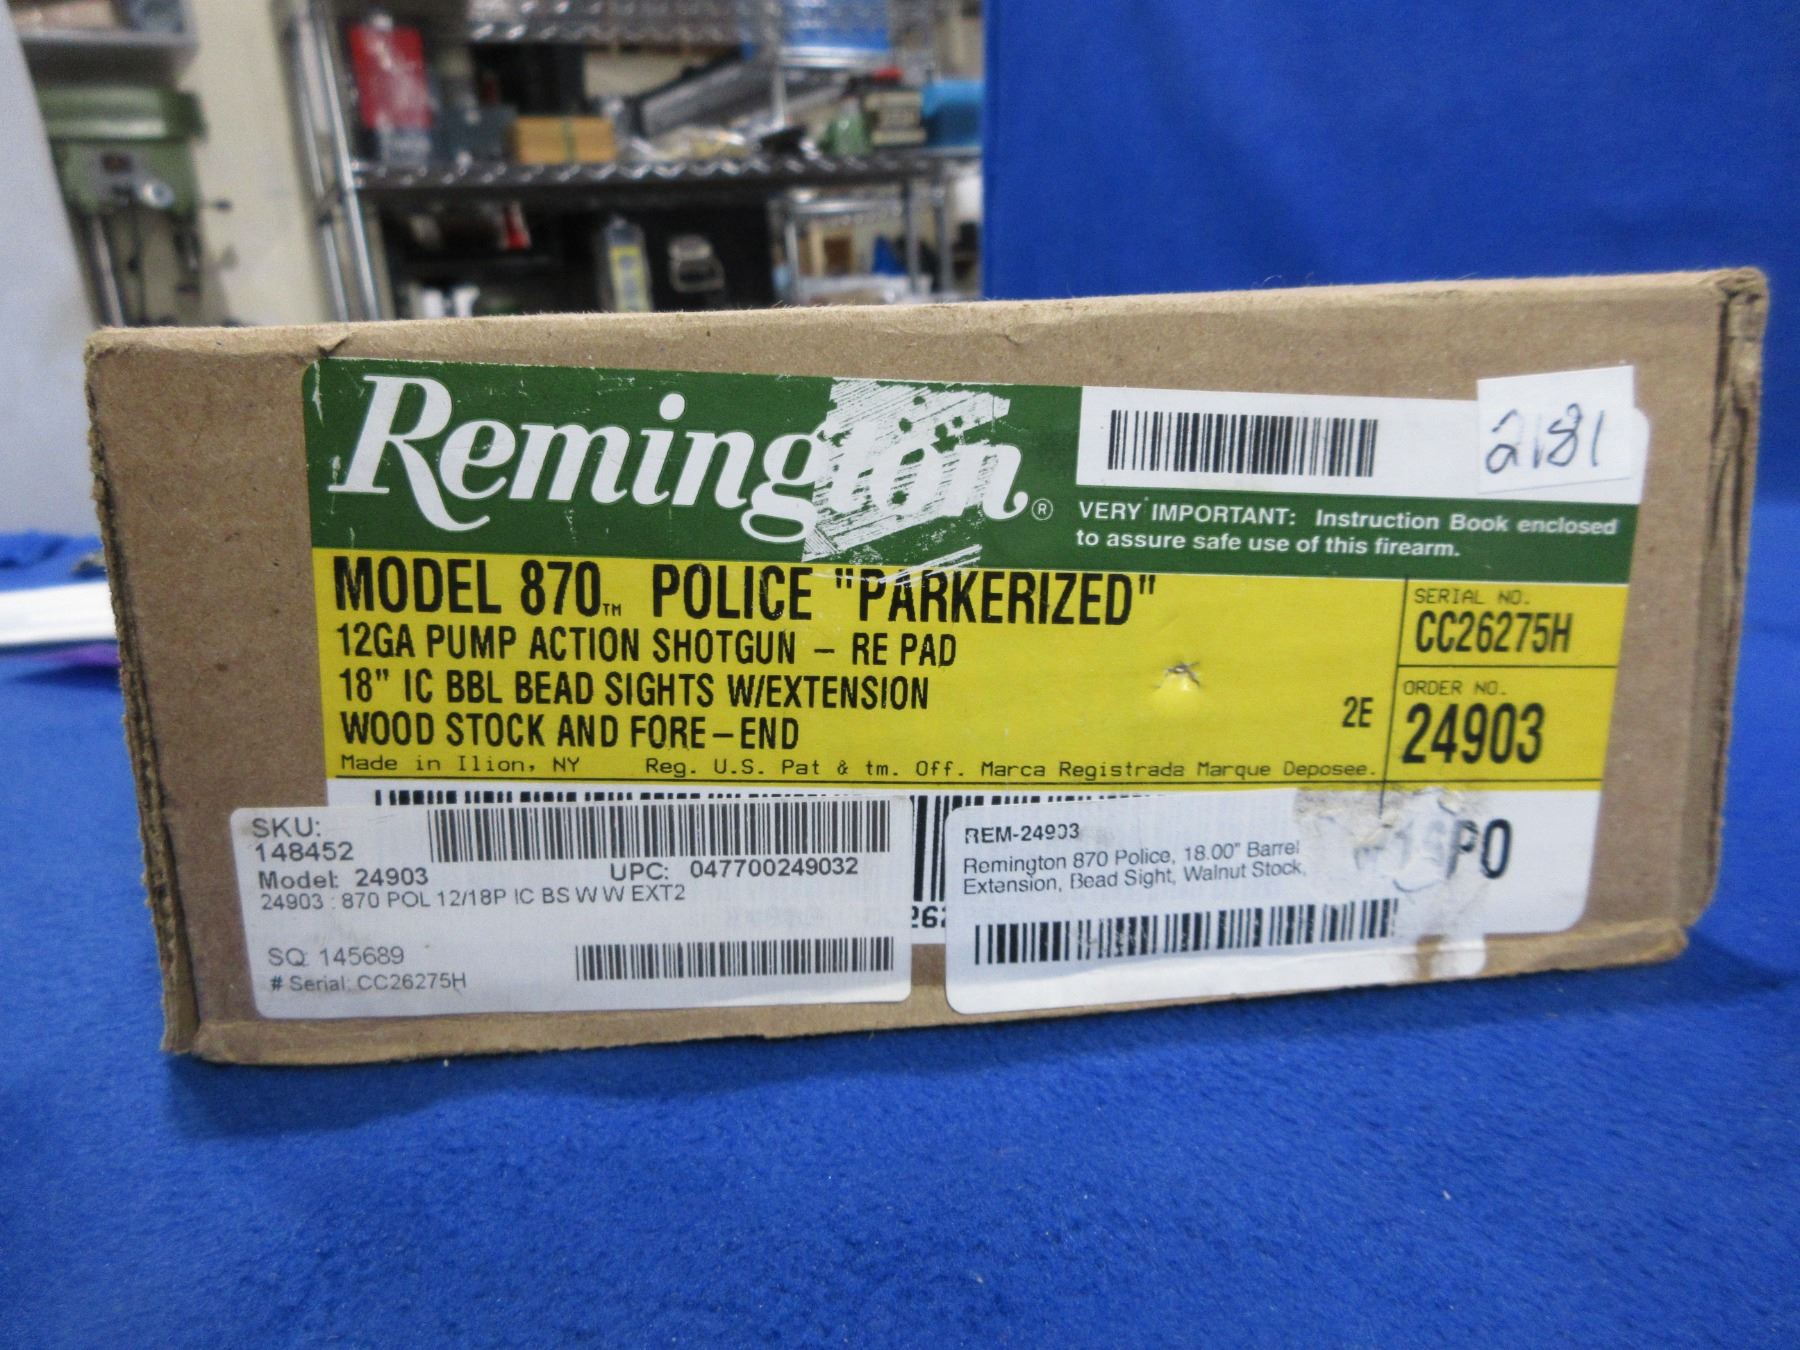 Remington®
2181
VERY IMPORTANT: Instruction Book enclosed
to assure safe use of this firearm.
MODEL 870™ POLICE "PARKERIZED"
12GA PUMP ACTION SHOTGUN – RE PAD
18" IC BBL BEAD SIGHTS W/EXTENSION
WOOD STOCK AND FORE–END
2E
Made in Ilion, NY Reg. U.S. Pat & tm. Off. Marca Registrada Marque Deposee.
SERIAL NO.
CC26275H
ORDER NO.
24903
SKU:
148452
Model: 24903
UPC: 047700249032
24903 : 870 POL 12/18P IC BS W W EXT2
SQ: 145689
# Serial: CC26275H
REM-24903
Remington 870 Police, 18.00" Barrel
Extension, Bead Sight, Walnut Stock,
PO